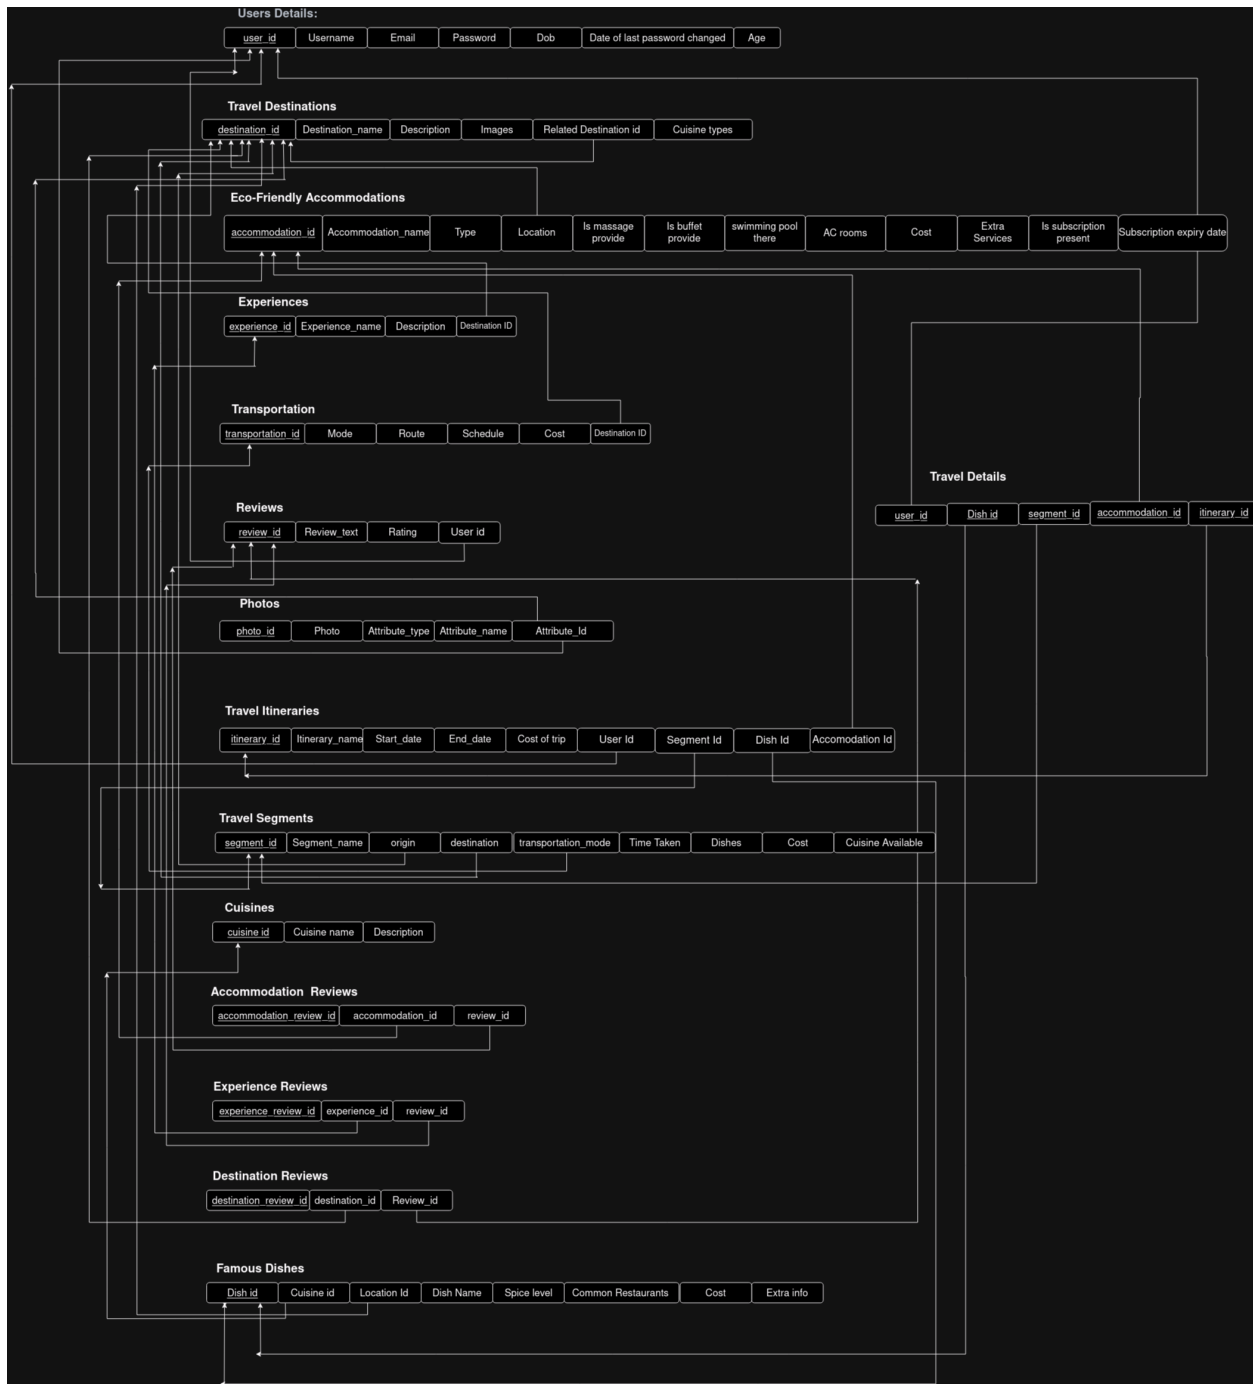 Users Details:
user_id Username Email Password Dob Date of last password changed Age
Travel Destinations
destination_id Destination_name Description Images Related Destination id Cuisine types
Eco-Friendly Accommodations
accommodation_id Accommodation_name Type Location Is massage provide Is buffet provide swimming pool there AC rooms Cost Extra Services Is subscription present Subscription expiry date
Experiences
experience_id Experience_name Description Destination ID
Transportation
transportation_id Mode Route Schedule Cost Destination ID
Travel Details
user_id Dish id segment_id accommodation_id itinerary_id
Reviews
review_id Review_text Rating User id
Photos
photo_id Photo Attribute_type Attribute_name Attribute_Id
Travel Itineraries
itinerary_id Itinerary_name Start_date End_date Cost of trip User Id Segment Id Dish Id Accomodation Id
Travel Segments
segment_id Segment_name origin destination transportation_mode Time Taken Dishes Cost Cuisine Available
Cuisines
cuisine id Cuisine name Description
Accommodation Reviews
accommodation_review_id accommodation_id review_id
Experience Reviews
experience_review_id experience_id review_id
Destination Reviews
destination_review_id destination_id Review_id
Famous Dishes
Dish id Cuisine id Location Id Dish Name Spice level Common Restaurants Cost Extra info